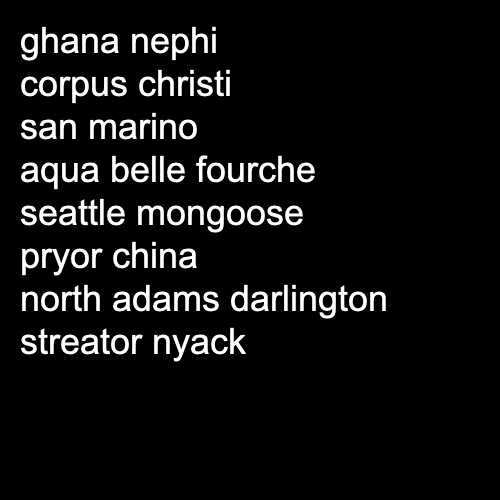 ghana nephi
corpus christi
san marino
aqua belle fourche
seattle mongoose
pryor china
north adams darlington
streator nyack